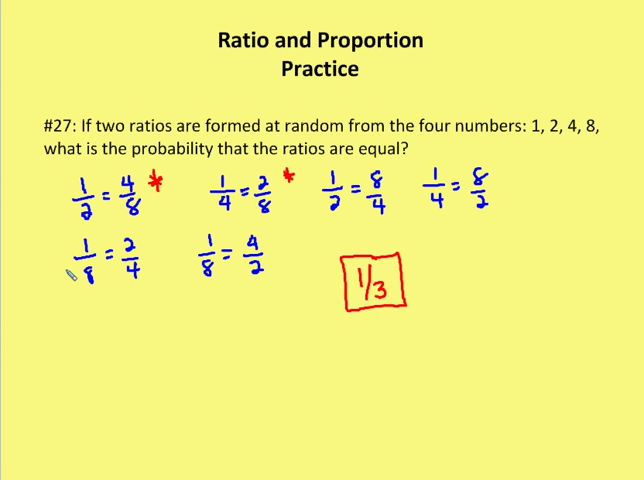 Ratio and Proportion
Practice
#27: If two ratios are formed at random from the four numbers: 1, 2, 4, 8,
what is the probability that the ratios are equal?
1/2 = 4/8 * 1/4 = 2/8 * 1/2 = 8/4 1/4 = 8/2
1/8 = 2/4 1/8 = 4/2
1/3